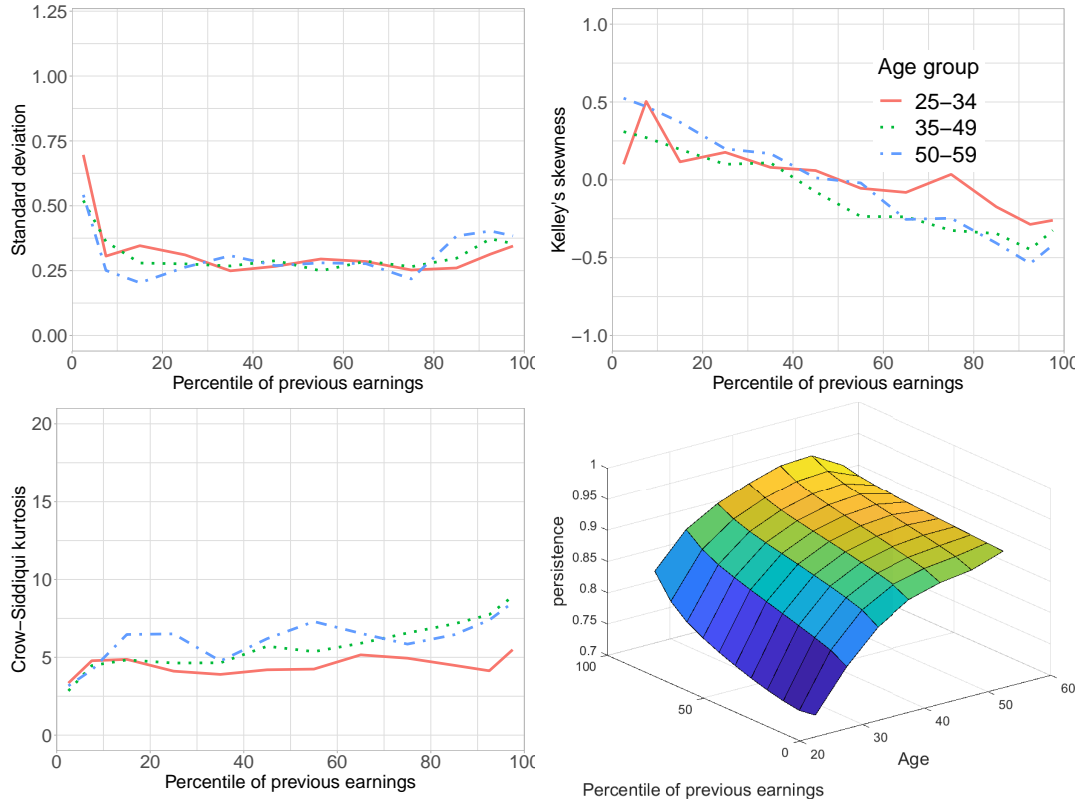 1.25
1.00
0.75
0.50
0.25
0.00
Standard deviation
0 20 40 60 80 100
Percentile of previous earnings
1.0
0.5
0.0
−0.5
−1.0
Kelley's skewness
Age group
25−34
35−49
50−59
0 20 40 60 80 100
Percentile of previous earnings
20
15
10
5
0
Crow−Siddiqui kurtosis
0 20 40 60 80 100
Percentile of previous earnings
1
0.95
0.9
0.85
0.8
0.75
0.7
persistence
100
50
0
20
30
40
50
60
Age
Percentile of previous earnings